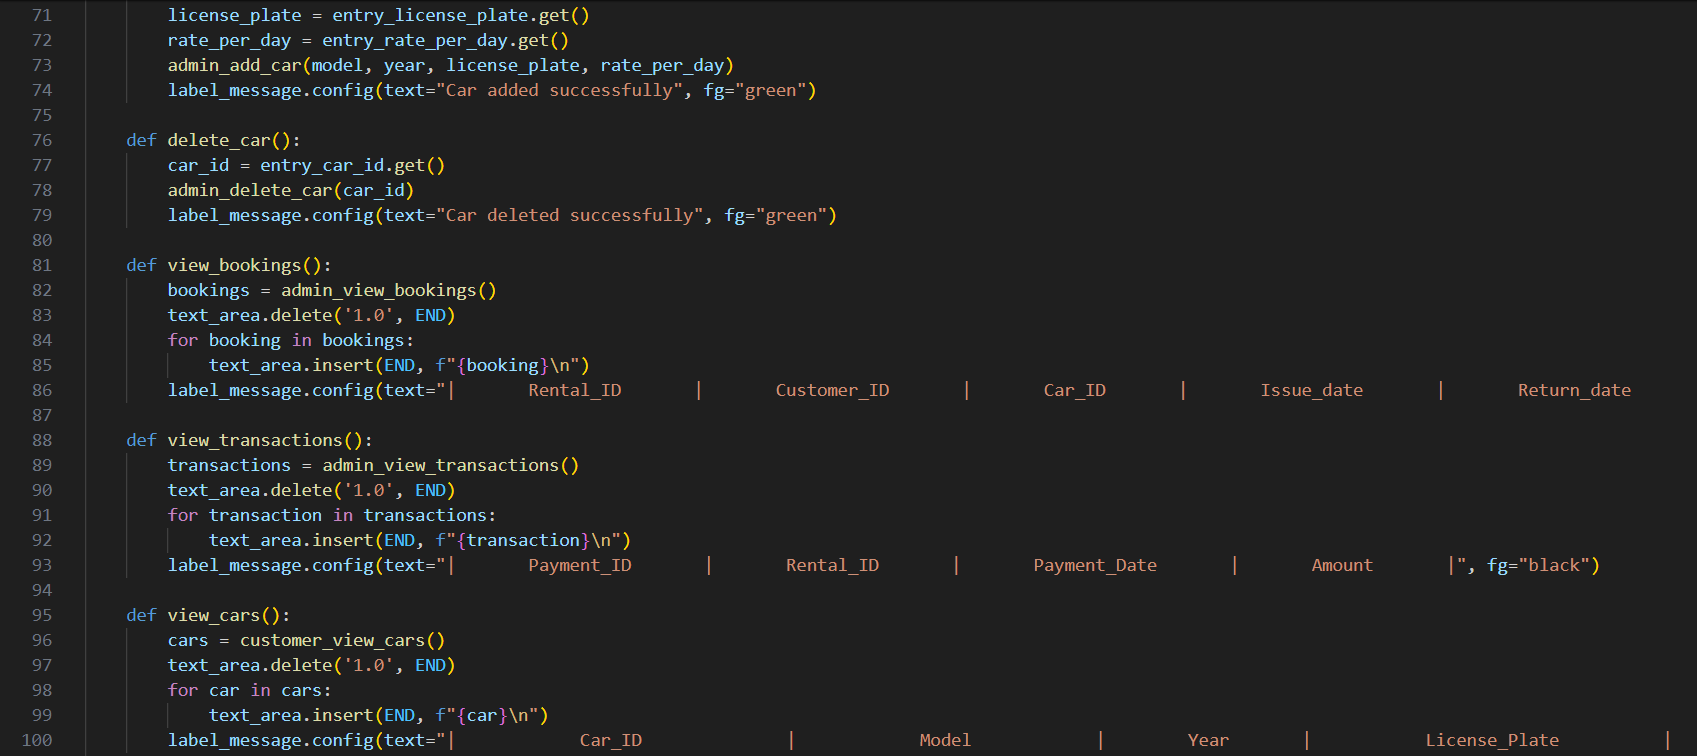 71 license_plate = entry_license_plate.get()
72 rate_per_day = entry_rate_per_day.get()
73 admin_add_car(model, year, license_plate, rate_per_day)
74 label_message.config(text="Car added successfully", fg="green")
75
76 def delete_car():
77 car_id = entry_car_id.get()
78 admin_delete_car(car_id)
79 label_message.config(text="Car deleted successfully", fg="green")
80
81 def view_bookings():
82 bookings = admin_view_bookings()
83 text_area.delete('1.0', END)
84 for booking in bookings:
85 text_area.insert(END, f"{booking}\n")
86 label_message.config(text="| Rental_ID | Customer_ID | Car_ID | Issue_date | Return_date
87
88 def view_transactions():
89 transactions = admin_view_transactions()
90 text_area.delete('1.0', END)
91 for transaction in transactions:
92 text_area.insert(END, f"{transaction}\n")
93 label_message.config(text="| Payment_ID | Rental_ID | Payment_Date | Amount |", fg="black")
94
95 def view_cars():
96 cars = customer_view_cars()
97 text_area.delete('1.0', END)
98 for car in cars:
99 text_area.insert(END, f"{car}\n")
100 label_message.config(text="| Car_ID | Model | Year | License_Plate |